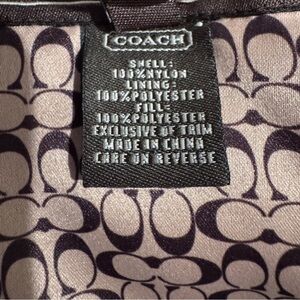 COACH
SHELL:
100%NYLON
LINING:
100%POLYESTER
FILL:
100%POLYESTER
EXCLUSIVE OF TRIM
MADE IN CHINA
CARE ON REVERSE